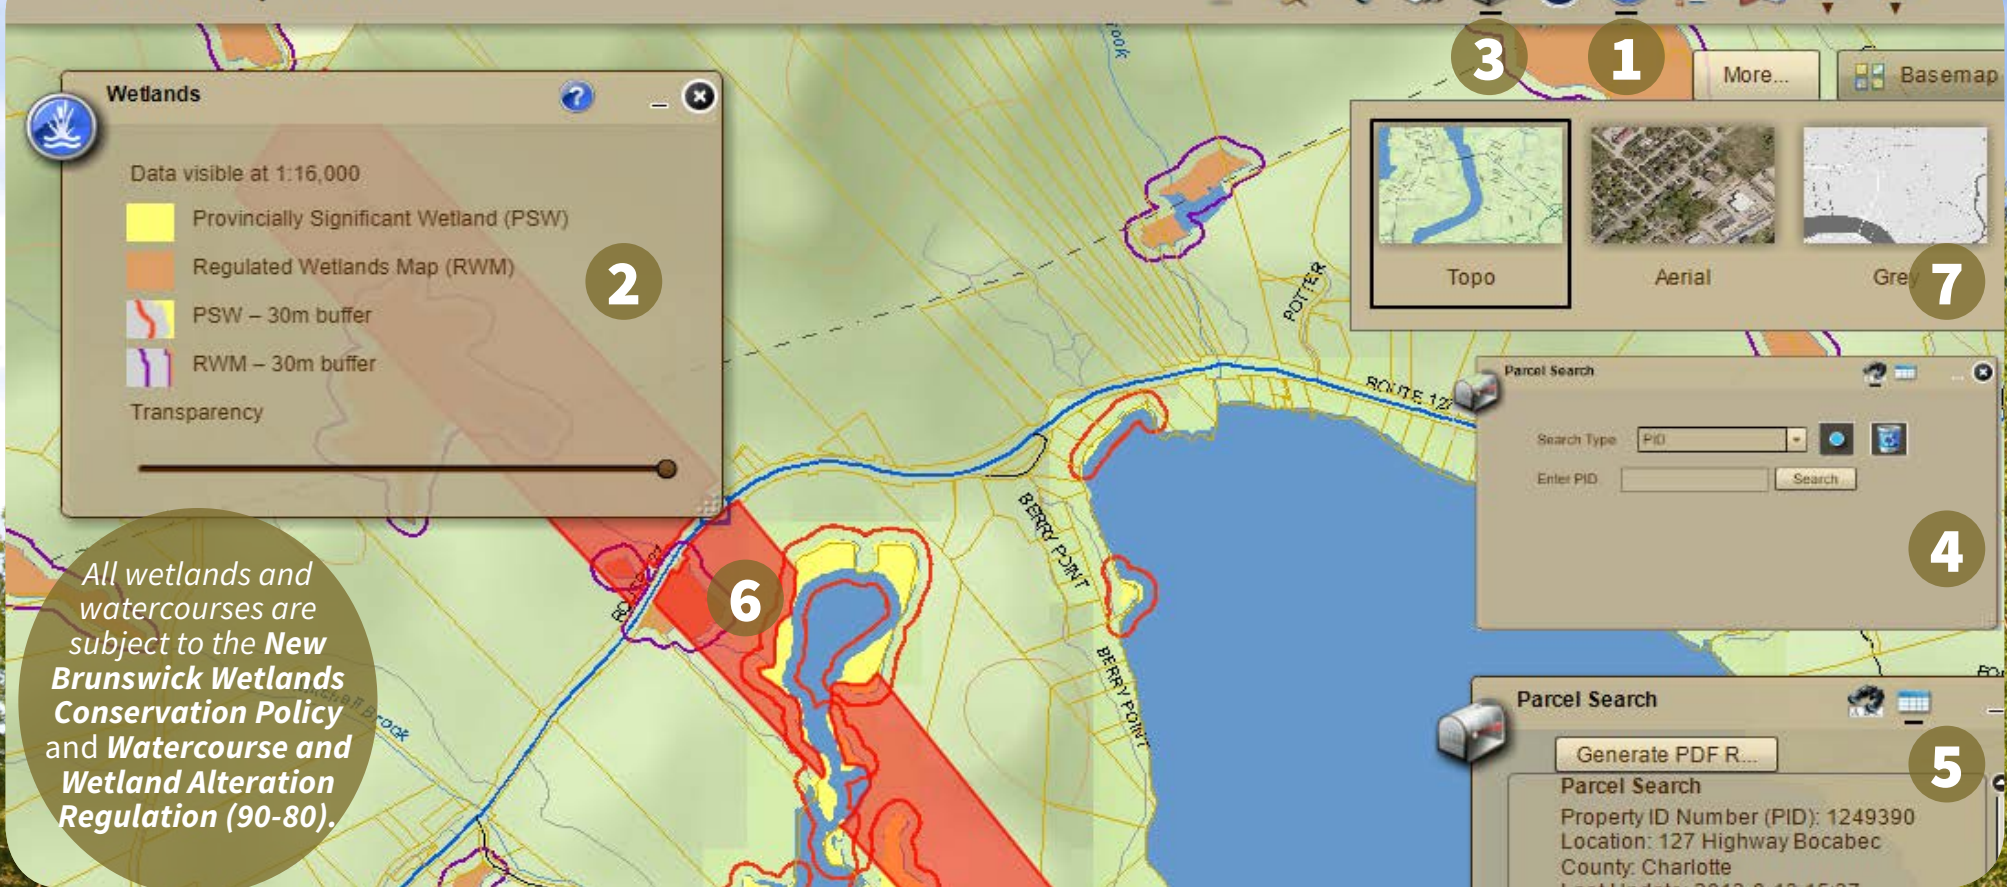 3
1
More...
Basemap
Wetlands
?
Data visible at 1:16,000
Provincially Significant Wetland (PSW)
Regulated Wetlands Map (RWM)
PSW – 30m buffer
RWM – 30m buffer
Transparency
2
Topo
Aerial
Grey
7
POTTER
ROUTE 127
Parcel Search
Search Type
PID
Enter PID
Search
4
BERRY POINT
BERRY POINT
6
All wetlands and
watercourses are
subject to the New
Brunswick Wetlands
Conservation Policy
and Watercourse and
Wetland Alteration
Regulation (90-80).
Brook
Parcel Search
Generate PDF R...
5
Parcel Search
Property ID Number (PID): 1249390
Location: 127 Highway Bocabec
County: Charlotte